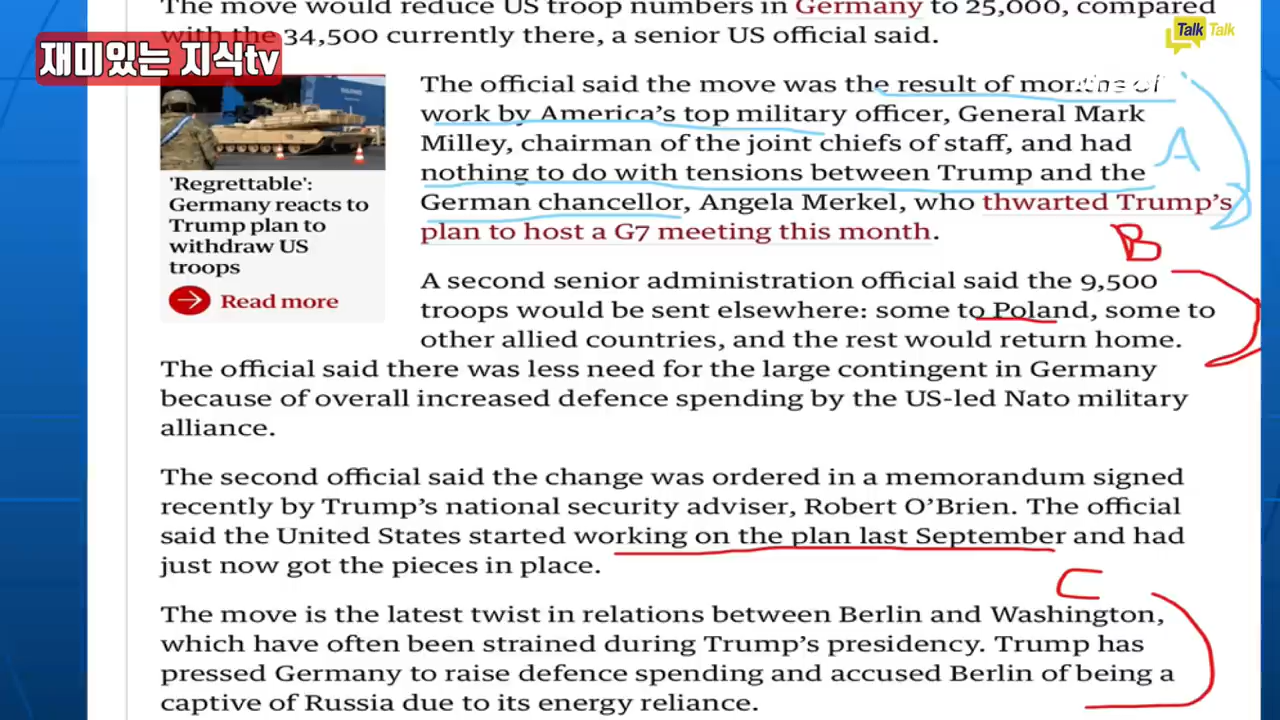 The move would reduce US troop numbers in Germany to 25,000, compared
with the 34,500 currently there, a senior US official said.
재미있는 지식tv
Talk Talk
The official said the move was the result of
work by America's top military officer, General Mark
Milley, chairman of the joint chiefs of staff, and had
nothing to do with tensions between Trump and the
German chancellor, Angela Merkel, who thwarted Trump's
plan to host a G7 meeting this month.
A
'Regrettable':
Germany reacts to
Trump plan to
withdraw US
troops
Read more
B
A second senior administration official said the 9,500
troops would be sent elsewhere: some to Poland, some to
other allied countries, and the rest would return home.
The official said there was less need for the large contingent in Germany
because of overall increased defence spending by the US-led Nato military
alliance.
The second official said the change was ordered in a memorandum signed
recently by Trump's national security adviser, Robert O'Brien. The official
said the United States started working on the plan last September and had
just now got the pieces in place.
C
The move is the latest twist in relations between Berlin and Washington,
which have often been strained during Trump's presidency. Trump has
pressed Germany to raise defence spending and accused Berlin of being a
captive of Russia due to its energy reliance.